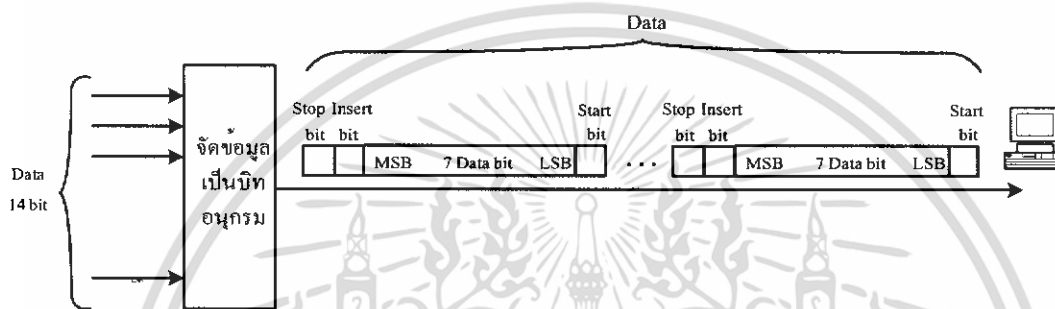 Data
Stop Insert
bit bit
Start
bit
Stop Insert
bit bit
Start
bit
MSB 7 Data bit LSB
...
MSB 7 Data bit LSB
Data
14 bit
จัดข้อมูล
เป็นบิท
อนุกรม